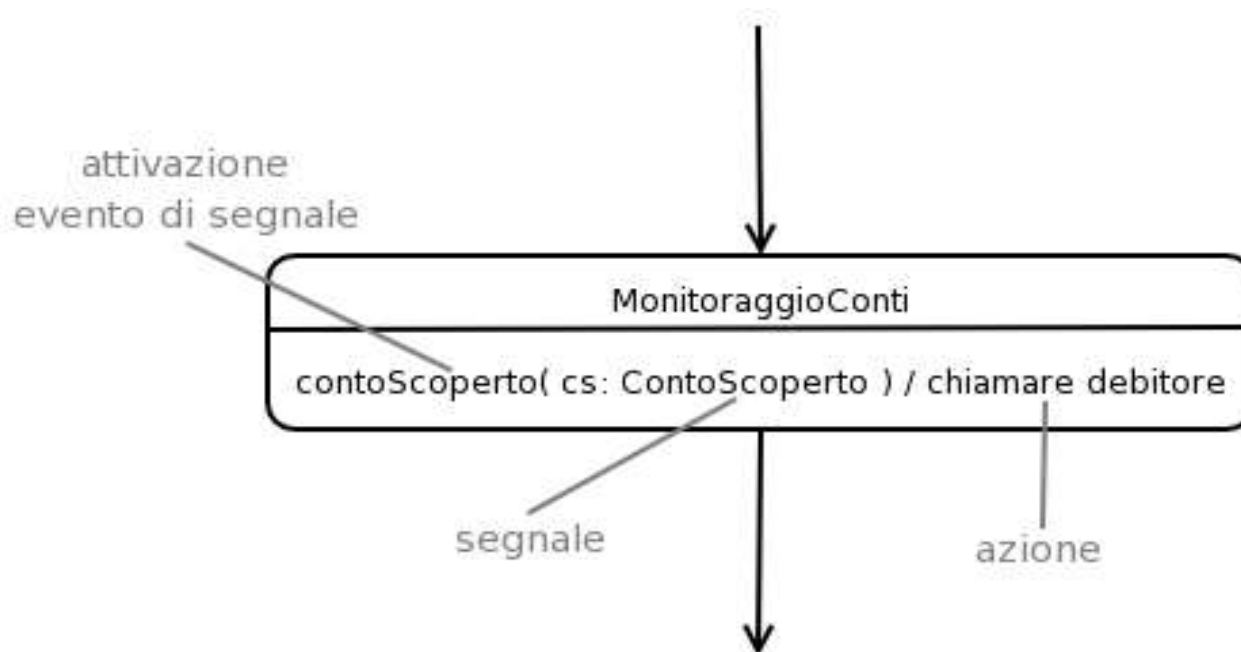 attivazione
evento di segnale
MonitoraggioConti
contoScoperto( cs: ContoScoperto ) / chiamare debitore
segnale
azione